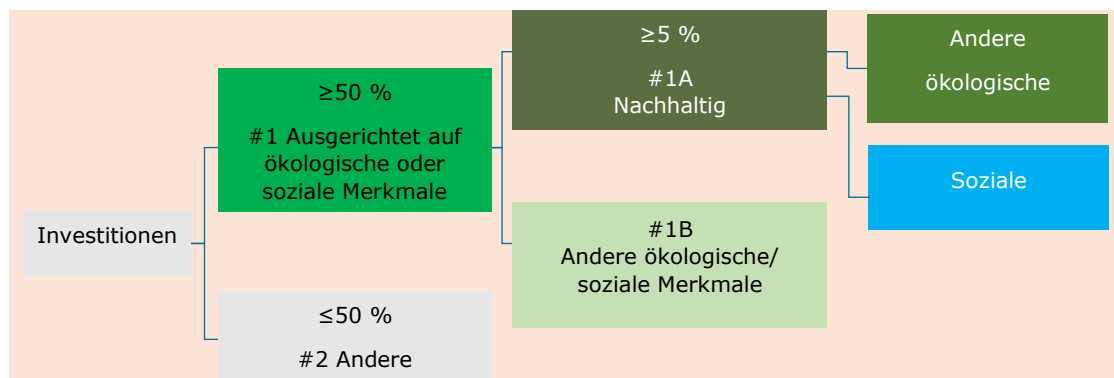 Investitionen
≥50 %
#1 Ausgerichtet auf
ökologische oder
soziale Merkmale
≤50 %
#2 Andere
≥5 %
#1A
Nachhaltig
#1B
Andere ökologische/
soziale Merkmale
Andere
ökologische
Soziale